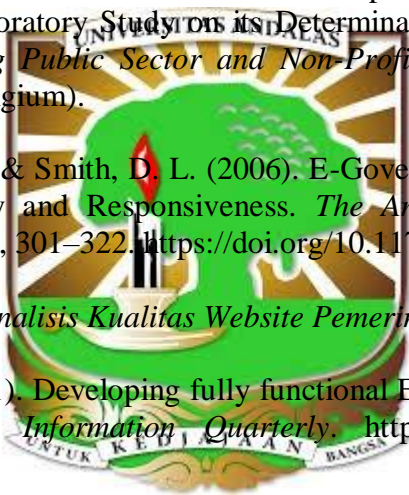 oratory Study on its Determina
UNIVERSITAS ANDALAS
g Public Sector and Non-Profi
gium).
& Smith, D. L. (2006). E-Gove
y and Responsiveness. The Ar
, 301–322. https://doi.org/10.117
nalisis Kualitas Website Pemerin
). Developing fully functional E
Information Quarterly. http
UNTUK KEDJAJAAN BANGSA